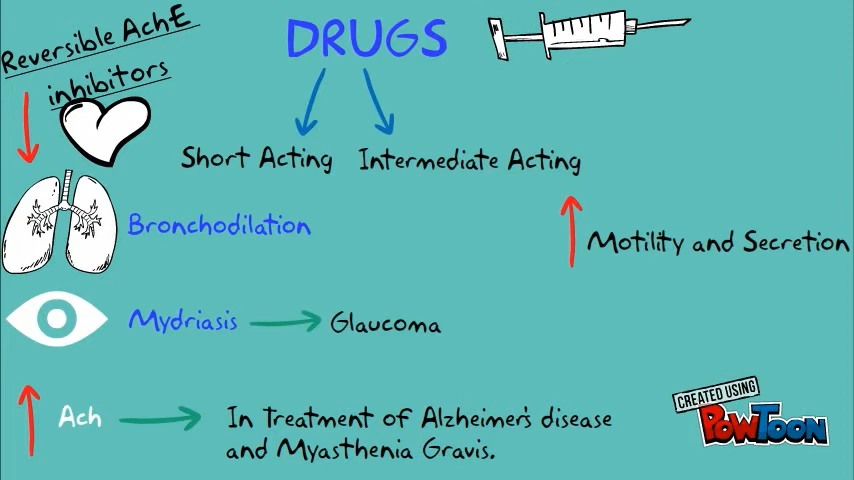 Reversible AchE
inhibitors
DRUGS
Short Acting
Intermediate Acting
Bronchodilation
Motility and Secretion
Mydriasis
Glaucoma
Ach
In Treatment of Alzheimer's disease
and Myasthenia Gravis.
CREATED USING
POWTOON